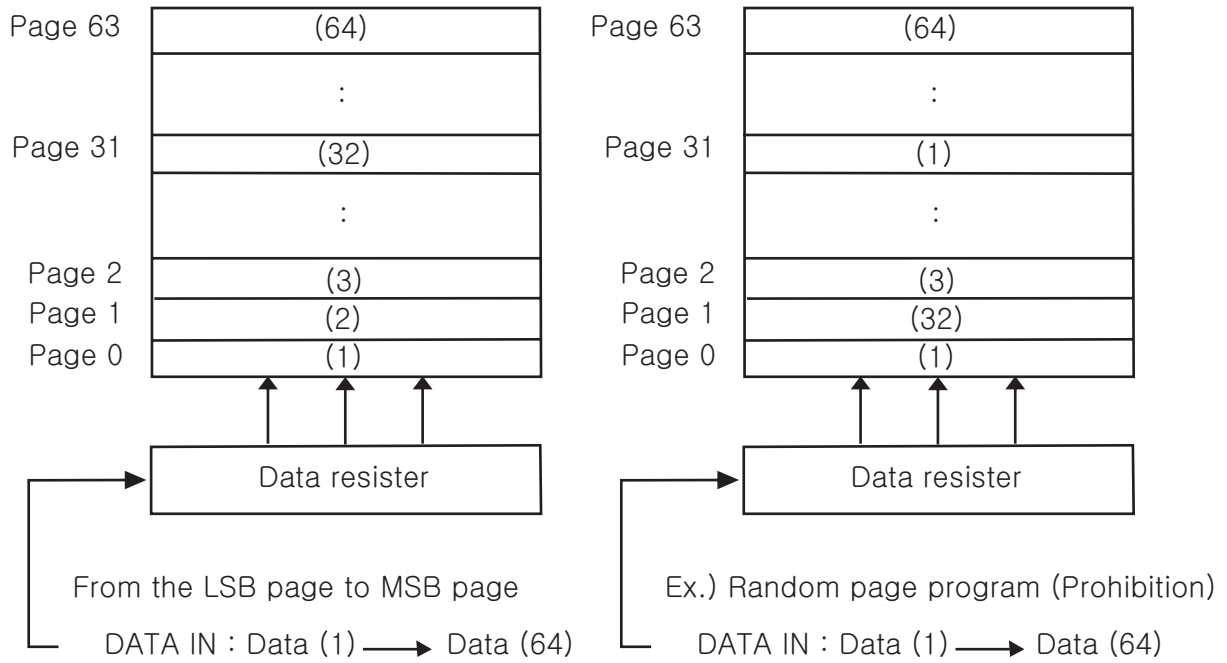 Page 63 (64)
:
Page 31 (32)
:
Page 2 (3)
Page 1 (2)
Page 0 (1)
Data resister
From the LSB page to MSB page
DATA IN : Data (1) Data (64)
Page 63 (64)
:
Page 31 (1)
:
Page 2 (3)
Page 1 (32)
Page 0 (1)
Data resister
Ex.) Random page program (Prohibition)
DATA IN : Data (1) Data (64)